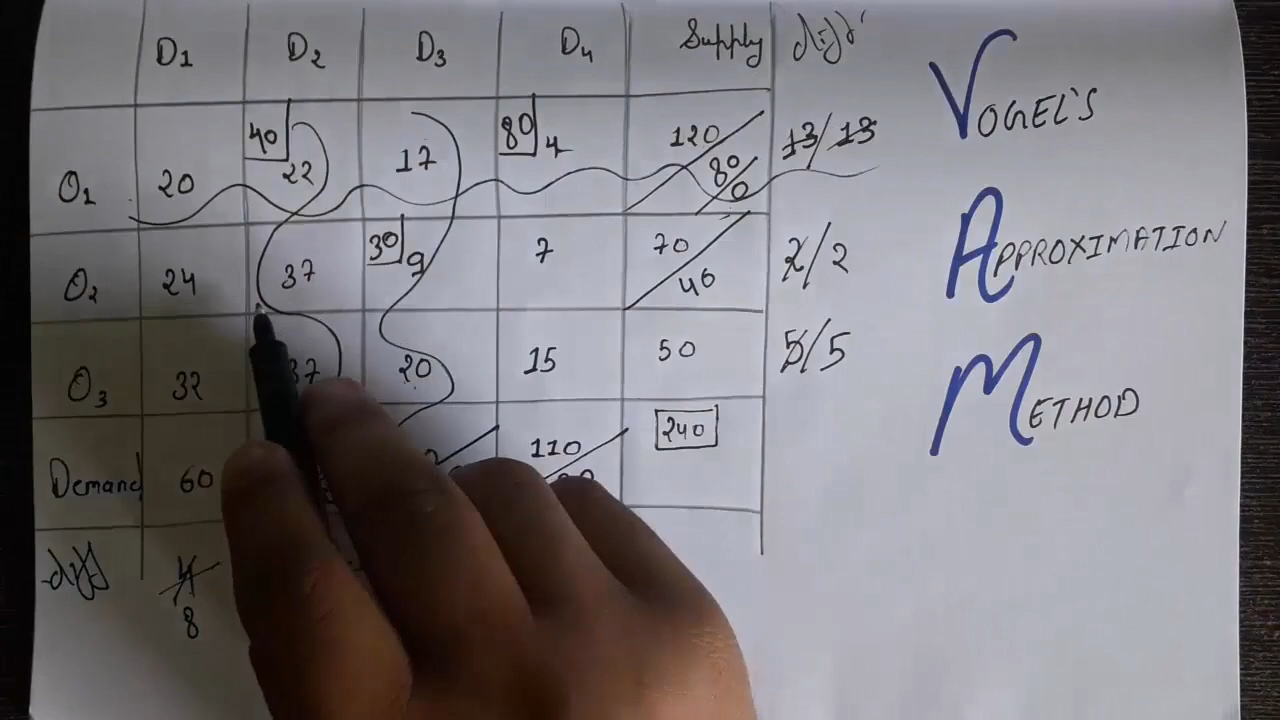 D1 D2 D3 D4 Supply diff
O1 20 40 22 17 80 4 120 80 0 13/13
O2 24 37 30 9 7 70 40 2/2
O3 32 37 20 15 50 5/5
Demand 60 110 240
diff 4
8
VOGEL'S
APPROXIMATION
METHOD